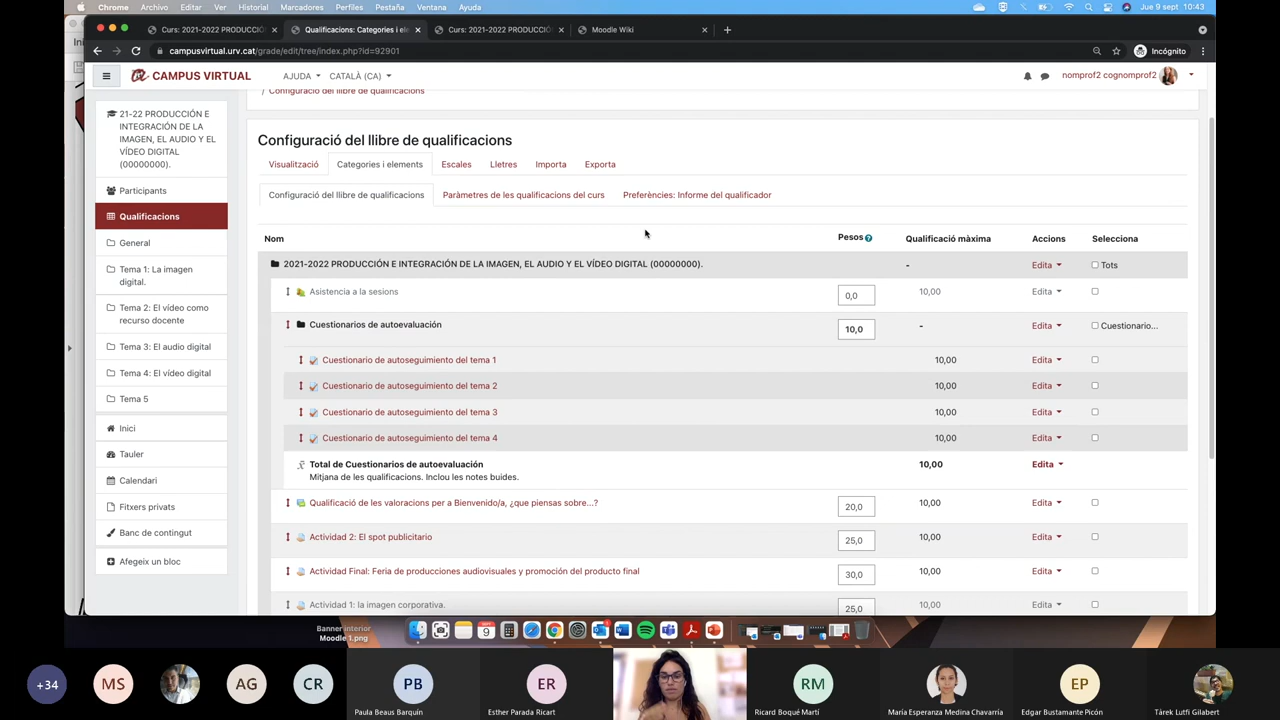 Chrome Archivo Editar Ver Historial Marcadores Perfiles Pestaña Ventana Ayuda Jue 9 sept 10:43
Curs: 2021-2022 PRODUCCIÓ Qualificacions: Categories i ele Curs: 2021-2022 PRODUCCIÓ Moodle Wiki
campusvirtual.urv.cat/grade/edit/tree/index.php?id=92901 Incógnito
CAMPUS VIRTUAL AJUDA CATALÀ (CA) nomprof2 cognomprof2
/ Configuració del llibre de qualificacions
21-22 PRODUCCIÓN E
INTEGRACIÓN DE LA
IMAGEN, EL AUDIO Y EL
VÍDEO DIGITAL
(00000000).
Participants
Qualificacions
General
Tema 1: La imagen
digital.
Tema 2: El vídeo como
recurso docente
Tema 3: El audio digital
Tema 4: El vídeo digital
Tema 5
Inici
Tauler
Calendari
Fitxers privats
Banc de contingut
Afegeix un bloc
Configuració del llibre de qualificacions
Visualització Categories i elements Escales Lletres Importa Exporta
Configuració del llibre de qualificacions Paràmetres de les qualificacions del curs Preferències: Informe del qualificador
Nom Pesos Qualificació màxima Accions Selecciona
2021-2022 PRODUCCIÓN E INTEGRACIÓN DE LA IMAGEN, EL AUDIO Y EL VÍDEO DIGITAL (00000000). - Edita Tots
Asistencia a la sesions 0,0 10,00 Edita
Cuestionarios de autoevaluación 10,0 - Edita Cuestionario...
Cuestionario de autoseguimiento del tema 1 10,00 Edita
Cuestionario de autoseguimiento del tema 2 10,00 Edita
Cuestionario de autoseguimiento del tema 3 10,00 Edita
Cuestionario de autoseguimiento del tema 4 10,00 Edita
Total de Cuestionarios de autoevaluación 10,00 Edita
Mitjana de les qualificacions. Inclou les notes buides.
Qualificació de les valoracions per a Bienvenido/a, ¿que piensas sobre...? 20,0 10,00 Edita
Actividad 2: El spot publicitario 25,0 10,00 Edita
Actividad Final: Feria de producciones audiovisuales y promoción del producto final 30,0 10,00 Edita
Actividad 1: la imagen corporativa. 25,0 10,00 Edita
Banner interior
Moodle 1.png
+34 MS AG CR PB ER RM EP
Paula Beaus Barquín Esther Parada Ricart Ricard Boqué Martí María Esperanza Medina Chavarría Edgar Bustamante Picón Tárek Lutfi Gilabert